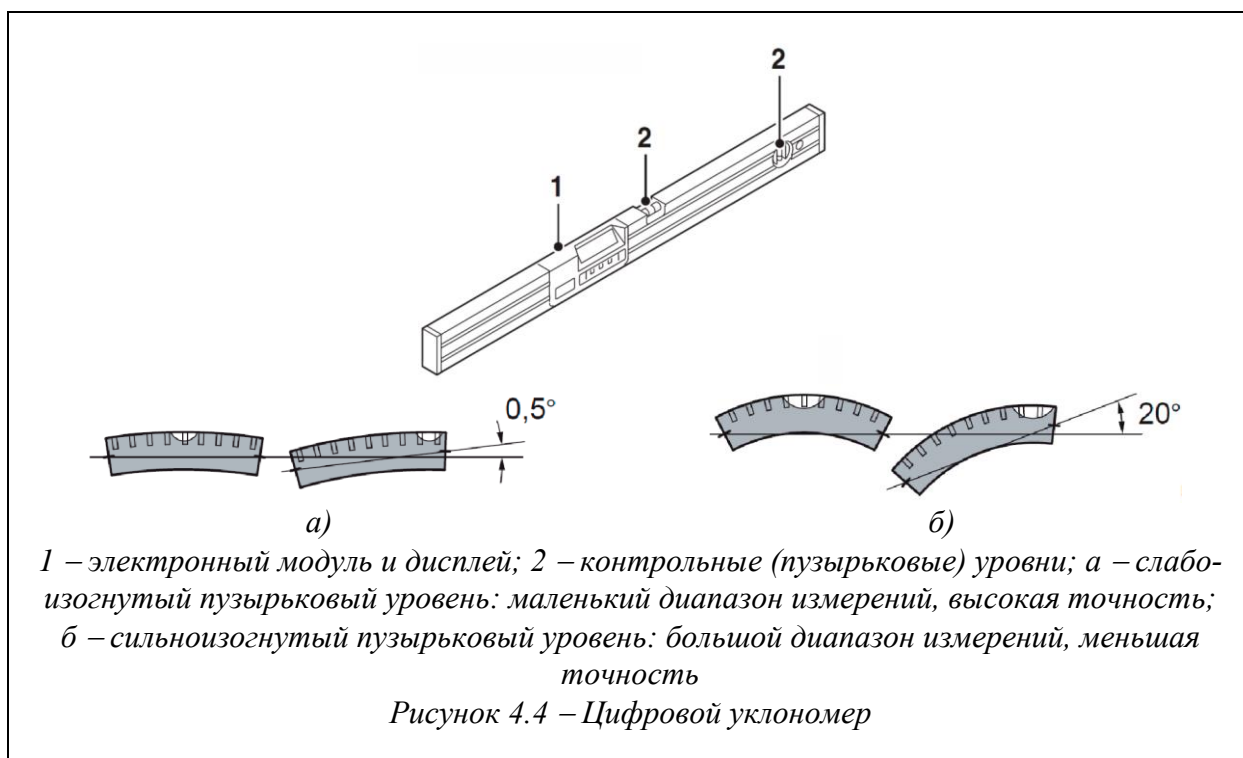 2
2
1
0,5°
20°
а)
б)
1 – электронный модуль и дисплей; 2 – контрольные (пузырьковые) уровни; а – слабо-
изогнутый пузырьковый уровень: маленький диапазон измерений, высокая точность;
б – сильноизогнутый пузырьковый уровень: большой диапазон измерений, меньшая
точность
Рисунок 4.4 – Цифровой уклономер